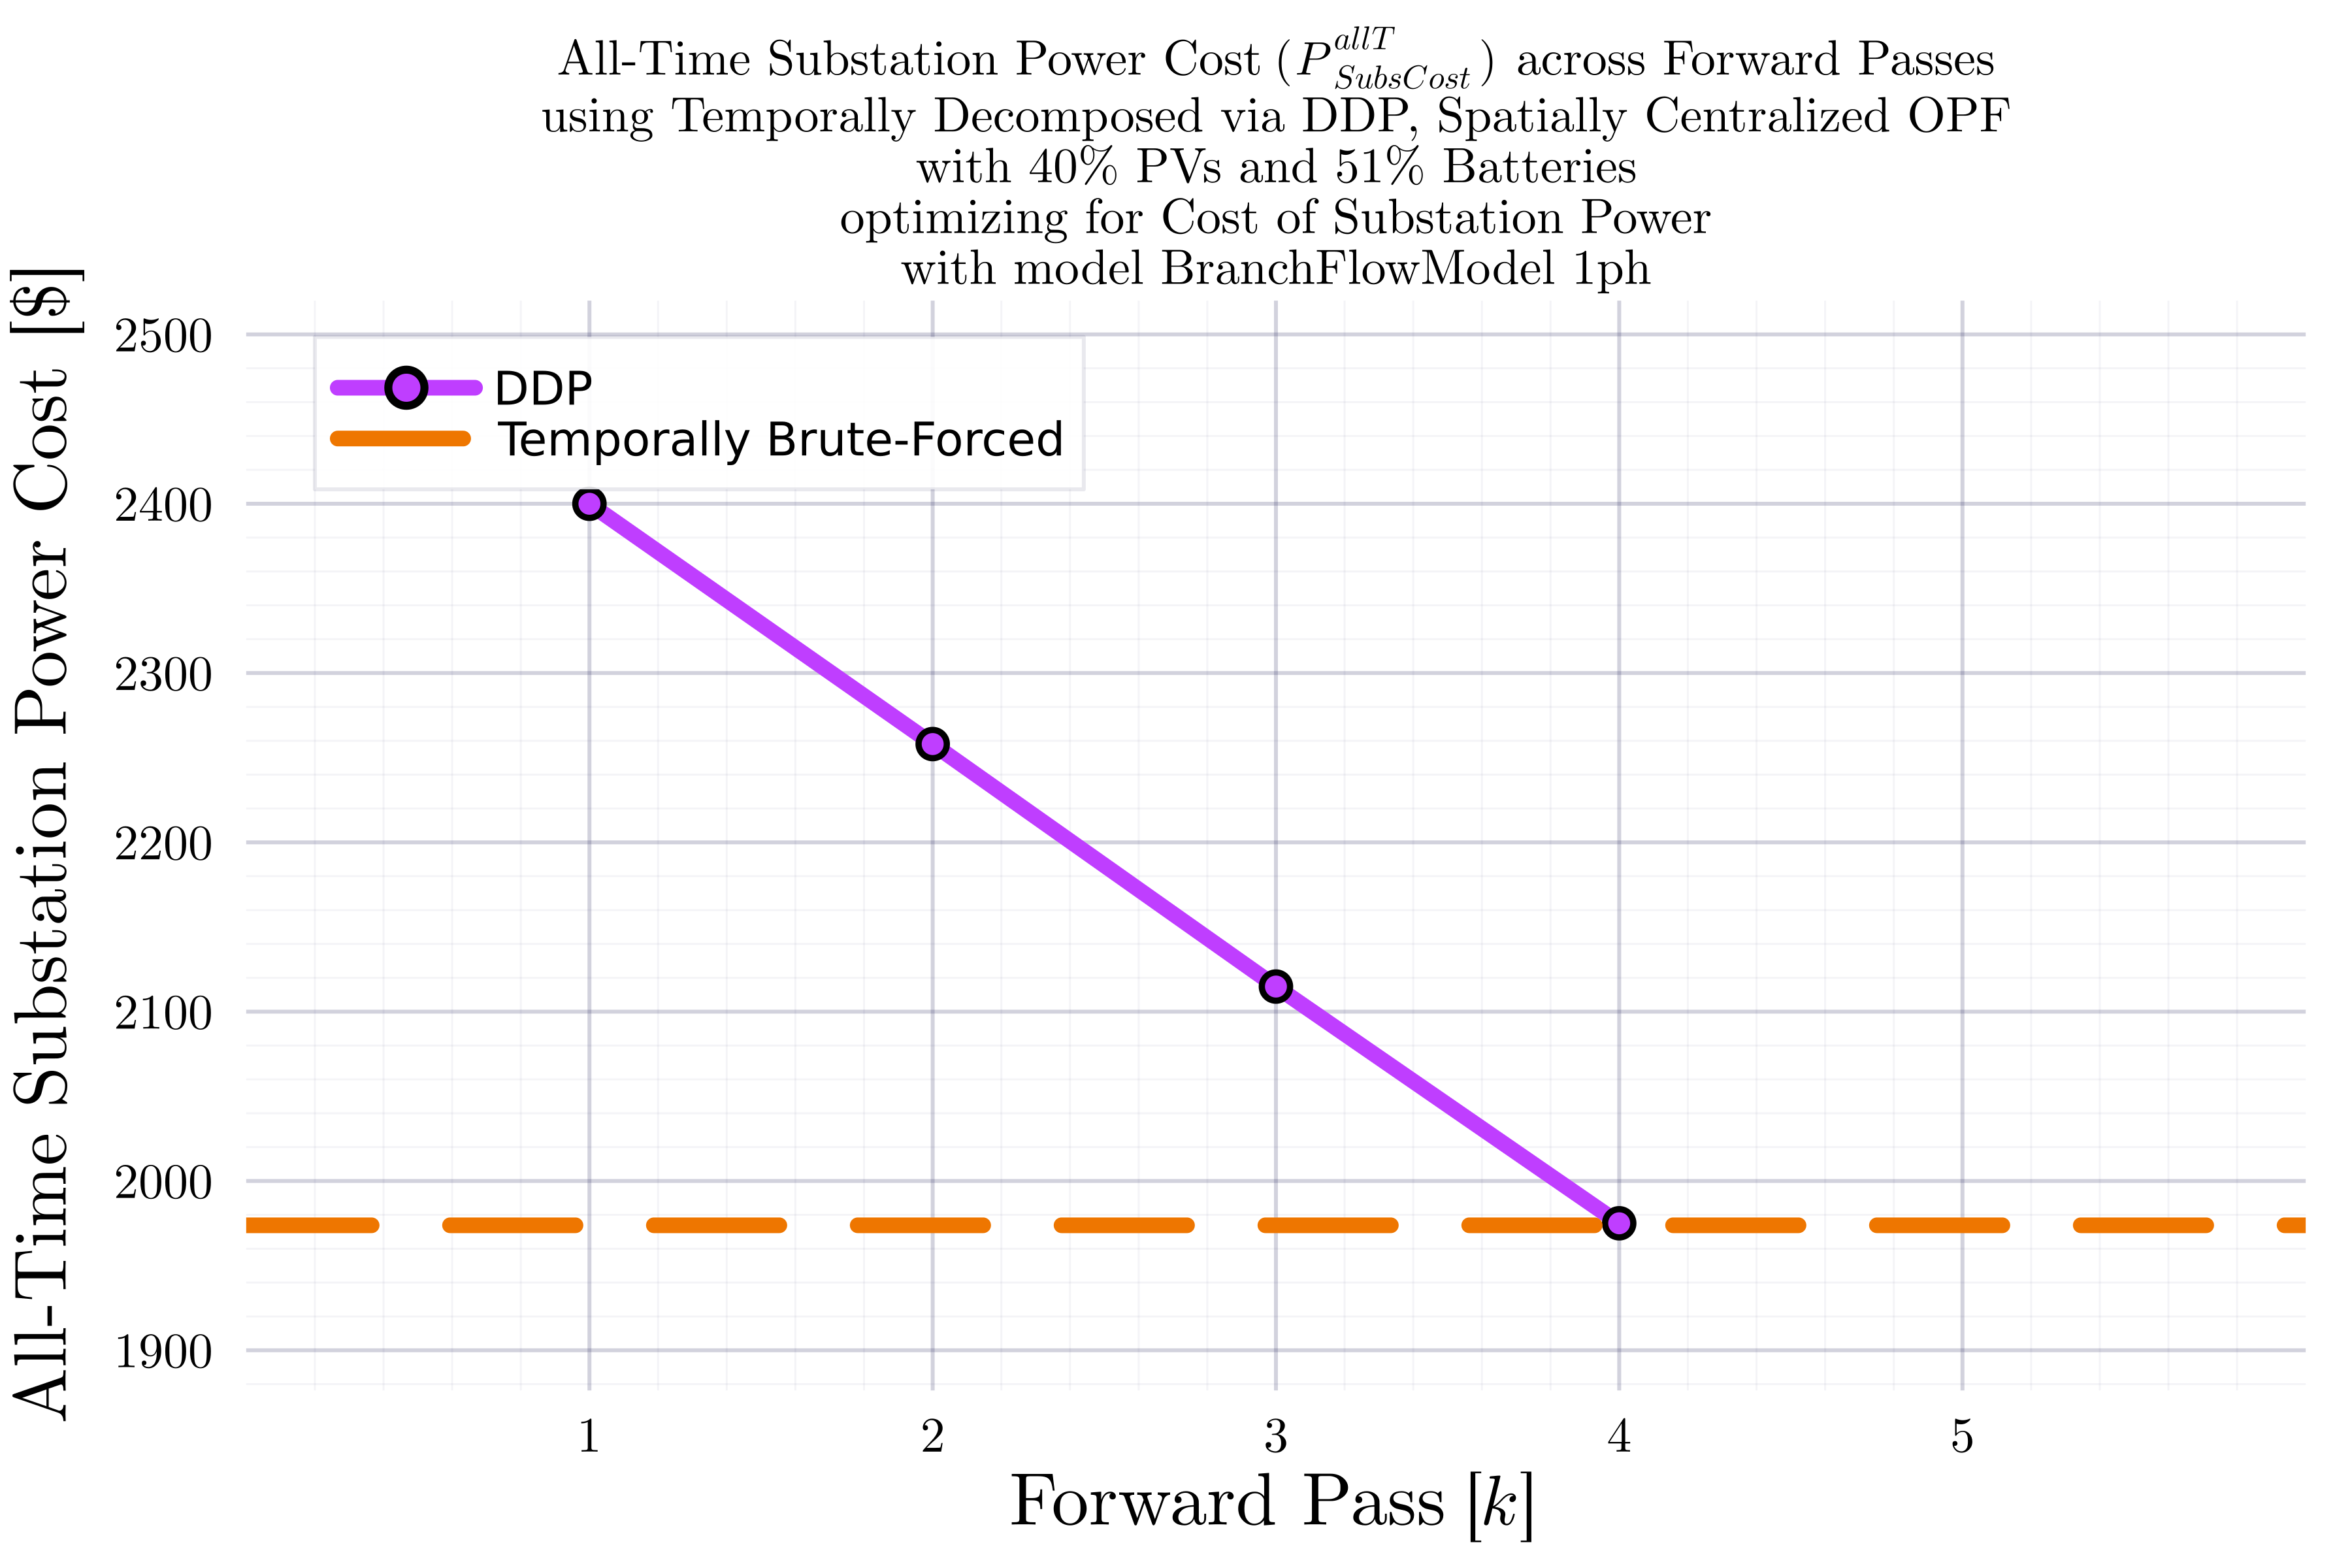 All-Time Substation Power Cost (P^{allT}_{SubsCost}) across Forward Passes
using Temporally Decomposed via DDP, Spatially Centralized OPF
with 40% PVs and 51% Batteries
optimizing for Cost of Substation Power
with model BranchFlowModel 1ph
All-Time Substation Power Cost [$]
2500
2400
2300
2200
2100
2000
1900
DDP
Temporally Brute-Forced
1 2 3 4 5
Forward Pass [k]